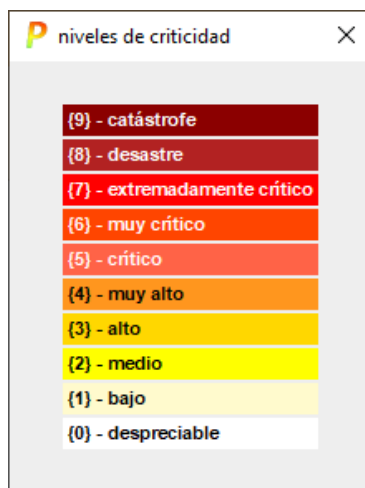 P niveles de criticidad
{9} - catástrofe
{8} - desastre
{7} - extremadamente crítico
{6} - muy crítico
{5} - crítico
{4} - muy alto
{3} - alto
{2} - medio
{1} - bajo
{0} - despreciable